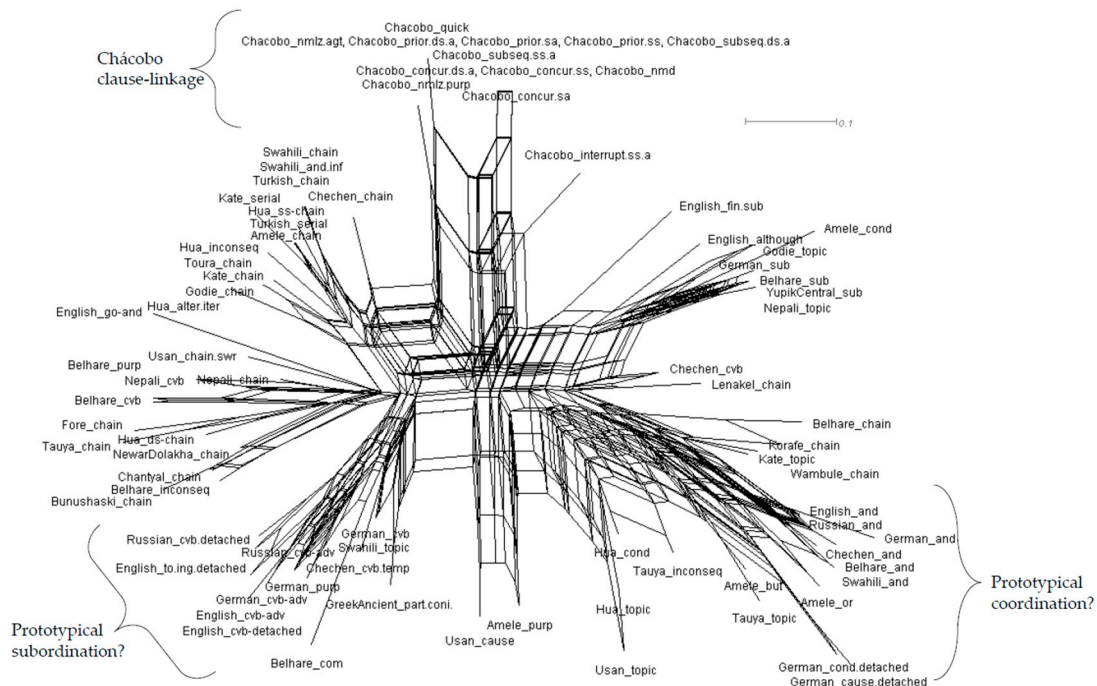 Chácobo
clause-linkage
Chacobo_quick
Chacobo_nmlz.agt, Chacobo_prior.ds.a, Chacobo_prior.sa, Chacobo_prior.ss, Chacobo_subseq.ds.a
Chacobo_subseq.ss.a
Chacobo_concur.ds.a, Chacobo_concur.ss, Chacobo_nmd
Chacobo_nmlz.purp
Chacobo_concur.sa
0.1
Chacobo_interrupt.ss.a
Swahili_chain
Swahili_and.inf
Turkish_chain
Chechen_chain
Kate_serial
Hua_ss-chain
Turkish_serial
Amele_chain
Hua_inconseq
Toura_chain
Kate_chain
Godie_chain
Hua_alter.iter
English_go-and
Usan_chain.swr
Belhare_purp
Nepali_cvb
Nepali_chain
Belhare_cvb
Fore_chain
Tauya_chain
Hua_ds-chain
NewarDolakha_chain
Chantyal_chain
Belhare_inconseq
Bunushaski_chain
English_fin.sub
Amele_cond
English_although
Godie_topic
German_sub
Belhare_sub
YupikCentral_sub
Nepali_topic
Chechen_cvb
Lenakel_chain
Belhare_chain
Korafe_chain
Kate_topic
Wambule_chain
English_and
Russian_and
German_and
Chechen_and
Belhare_and
Swahili_and
Amele_or
Amele_but
Tauya_topic
Hua_cond
Tauya_inconseq
Hua_topic
Usan_topic
German_cond.detached
German_cause.detached
Prototypical
coordination?
Russian_cvb.detached
German_cvb
Swahili_topic
Russian_cvb-adv
English_to.ing.detached
Chechen_cvb.temp
German_purp
German_cvb-adv
GreekAncient_part.coni.
English_cvb-adv
English_cvb-detached
Belhare_com
Amele_purp
Usan_cause
Prototypical
subordination?